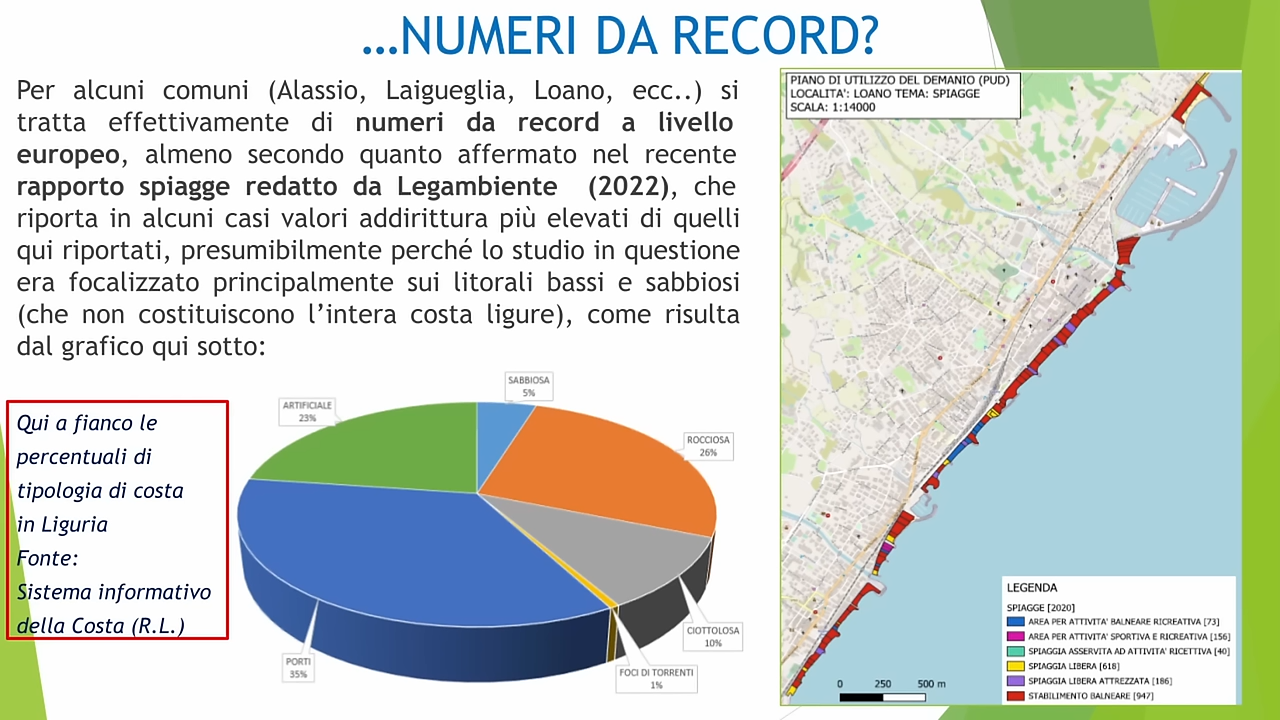 …NUMERI DA RECORD?
Per alcuni comuni (Alassio, Laigueglia, Loano, ecc..) si
tratta effettivamente di numeri da record a livello
europeo, almeno secondo quanto affermato nel recente
rapporto spiagge redatto da Legambiente (2022), che
riporta in alcuni casi valori addirittura più elevati di quelli
qui riportati, presumibilmente perché lo studio in questione
era focalizzato principalmente sui litorali bassi e sabbiosi
(che non costituiscono l’intera costa ligure), come risulta
dal grafico qui sotto:
Qui a fianco le
percentuali di
tipologia di costa
in Liguria
Fonte:
Sistema informativo
della Costa (R.L.)
SABBIOSA
5%
ARTIFICIALE
23%
ROCCIOSA
26%
CIOTTOLOSA
10%
PORTI
35%
FOCI DI TORRENTI
1%
PIANO DI UTILIZZO DEL DEMANIO (PUD)
LOCALITA': LOANO TEMA: SPIAGGE
SCALA: 1:14000
LEGENDA
SPIAGGE [2020]
AREA PER ATTIVITA' BALNEARE RICREATIVA [73]
AREA PER ATTIVITA' SPORTIVA E RICREATIVA [156]
SPIAGGIA ASSERVITA AD ATTIVITA' RICETTIVA [40]
SPIAGGIA LIBERA [618]
SPIAGGIA LIBERA ATTREZZATA [186]
STABILIMENTO BALNEARE [947]
0 250 500 m